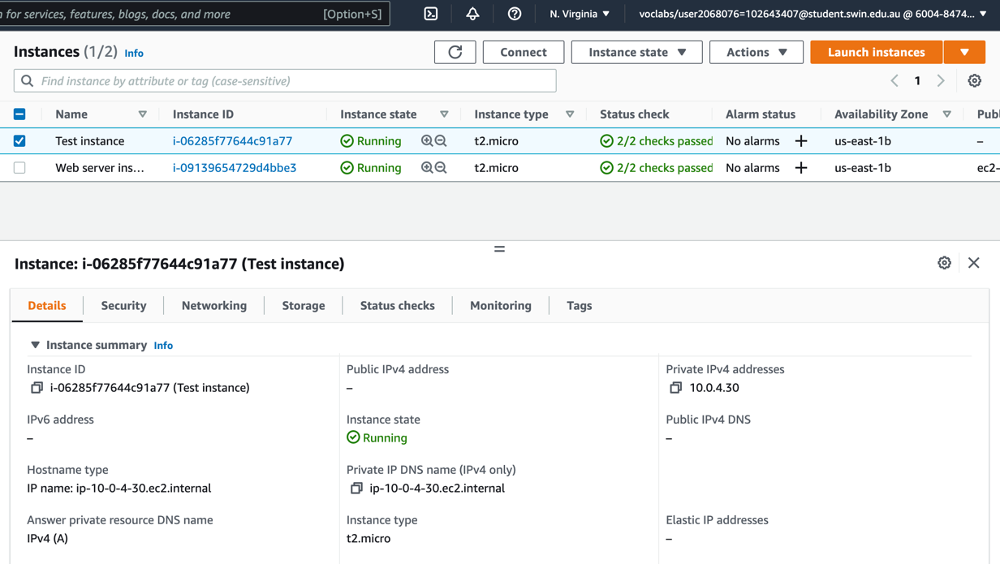 for services, features, blogs, docs, and more [Option+S] N. Virginia voclabs/user2068076=102643407@student.swin.edu.au @ 6004-8474...
Instances (1/2) Info Connect Instance state Actions Launch instances
Find instance by attribute or tag (case-sensitive) 1
Name Instance ID Instance state Instance type Status check Alarm status Availability Zone Publ
Test instance i-06285f77644c91a77 Running t2.micro 2/2 checks passed No alarms + us-east-1b –
Web server ins... i-09139654729d4bbe3 Running t2.micro 2/2 checks passed No alarms + us-east-1b ec2-
Instance: i-06285f77644c91a77 (Test instance)
Details Security Networking Storage Status checks Monitoring Tags
Instance summary Info
Instance ID Public IPv4 address Private IPv4 addresses
i-06285f77644c91a77 (Test instance) – 10.0.4.30
IPv6 address Instance state Public IPv4 DNS
– Running –
Hostname type Private IP DNS name (IPv4 only)
IP name: ip-10-0-4-30.ec2.internal ip-10-0-4-30.ec2.internal
Answer private resource DNS name Instance type Elastic IP addresses
IPv4 (A) t2.micro –